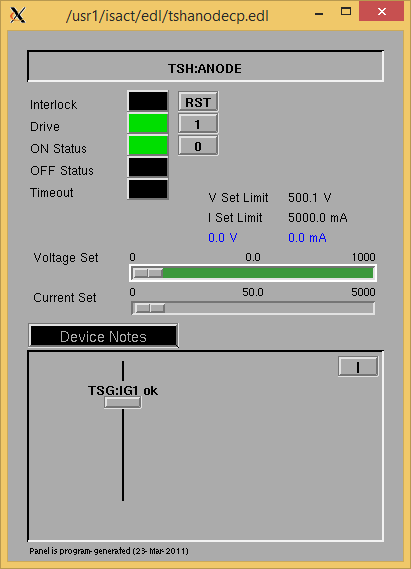 /usr1/isact/edl/tshanodecp.edl
TSH:ANODE
Interlock RST
Drive 1
ON Status 0
OFF Status
Timeout
V Set Limit 500.1 V
I Set Limit 5000.0 mA
0.0 V 0.0 mA
Voltage Set 0 0.0 1000
Current Set 0 50.0 5000
Device Notes
I
TSG:IG1 ok
Panel is program-generated (23-Mar-2011)